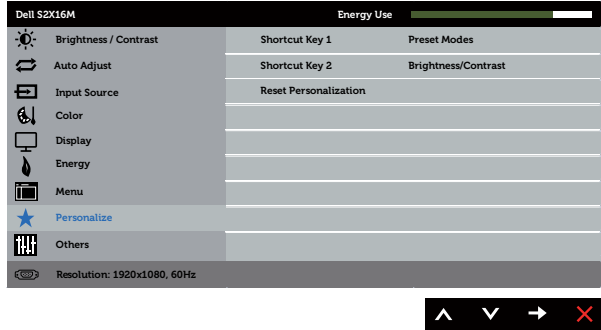 Dell S2X16M Energy Use
Brightness / Contrast Shortcut Key 1 Preset Modes
Auto Adjust Shortcut Key 2 Brightness/Contrast
Input Source Reset Personalization
Color
Display
Energy
Menu
Personalize
Others
Resolution: 1920x1080, 60Hz